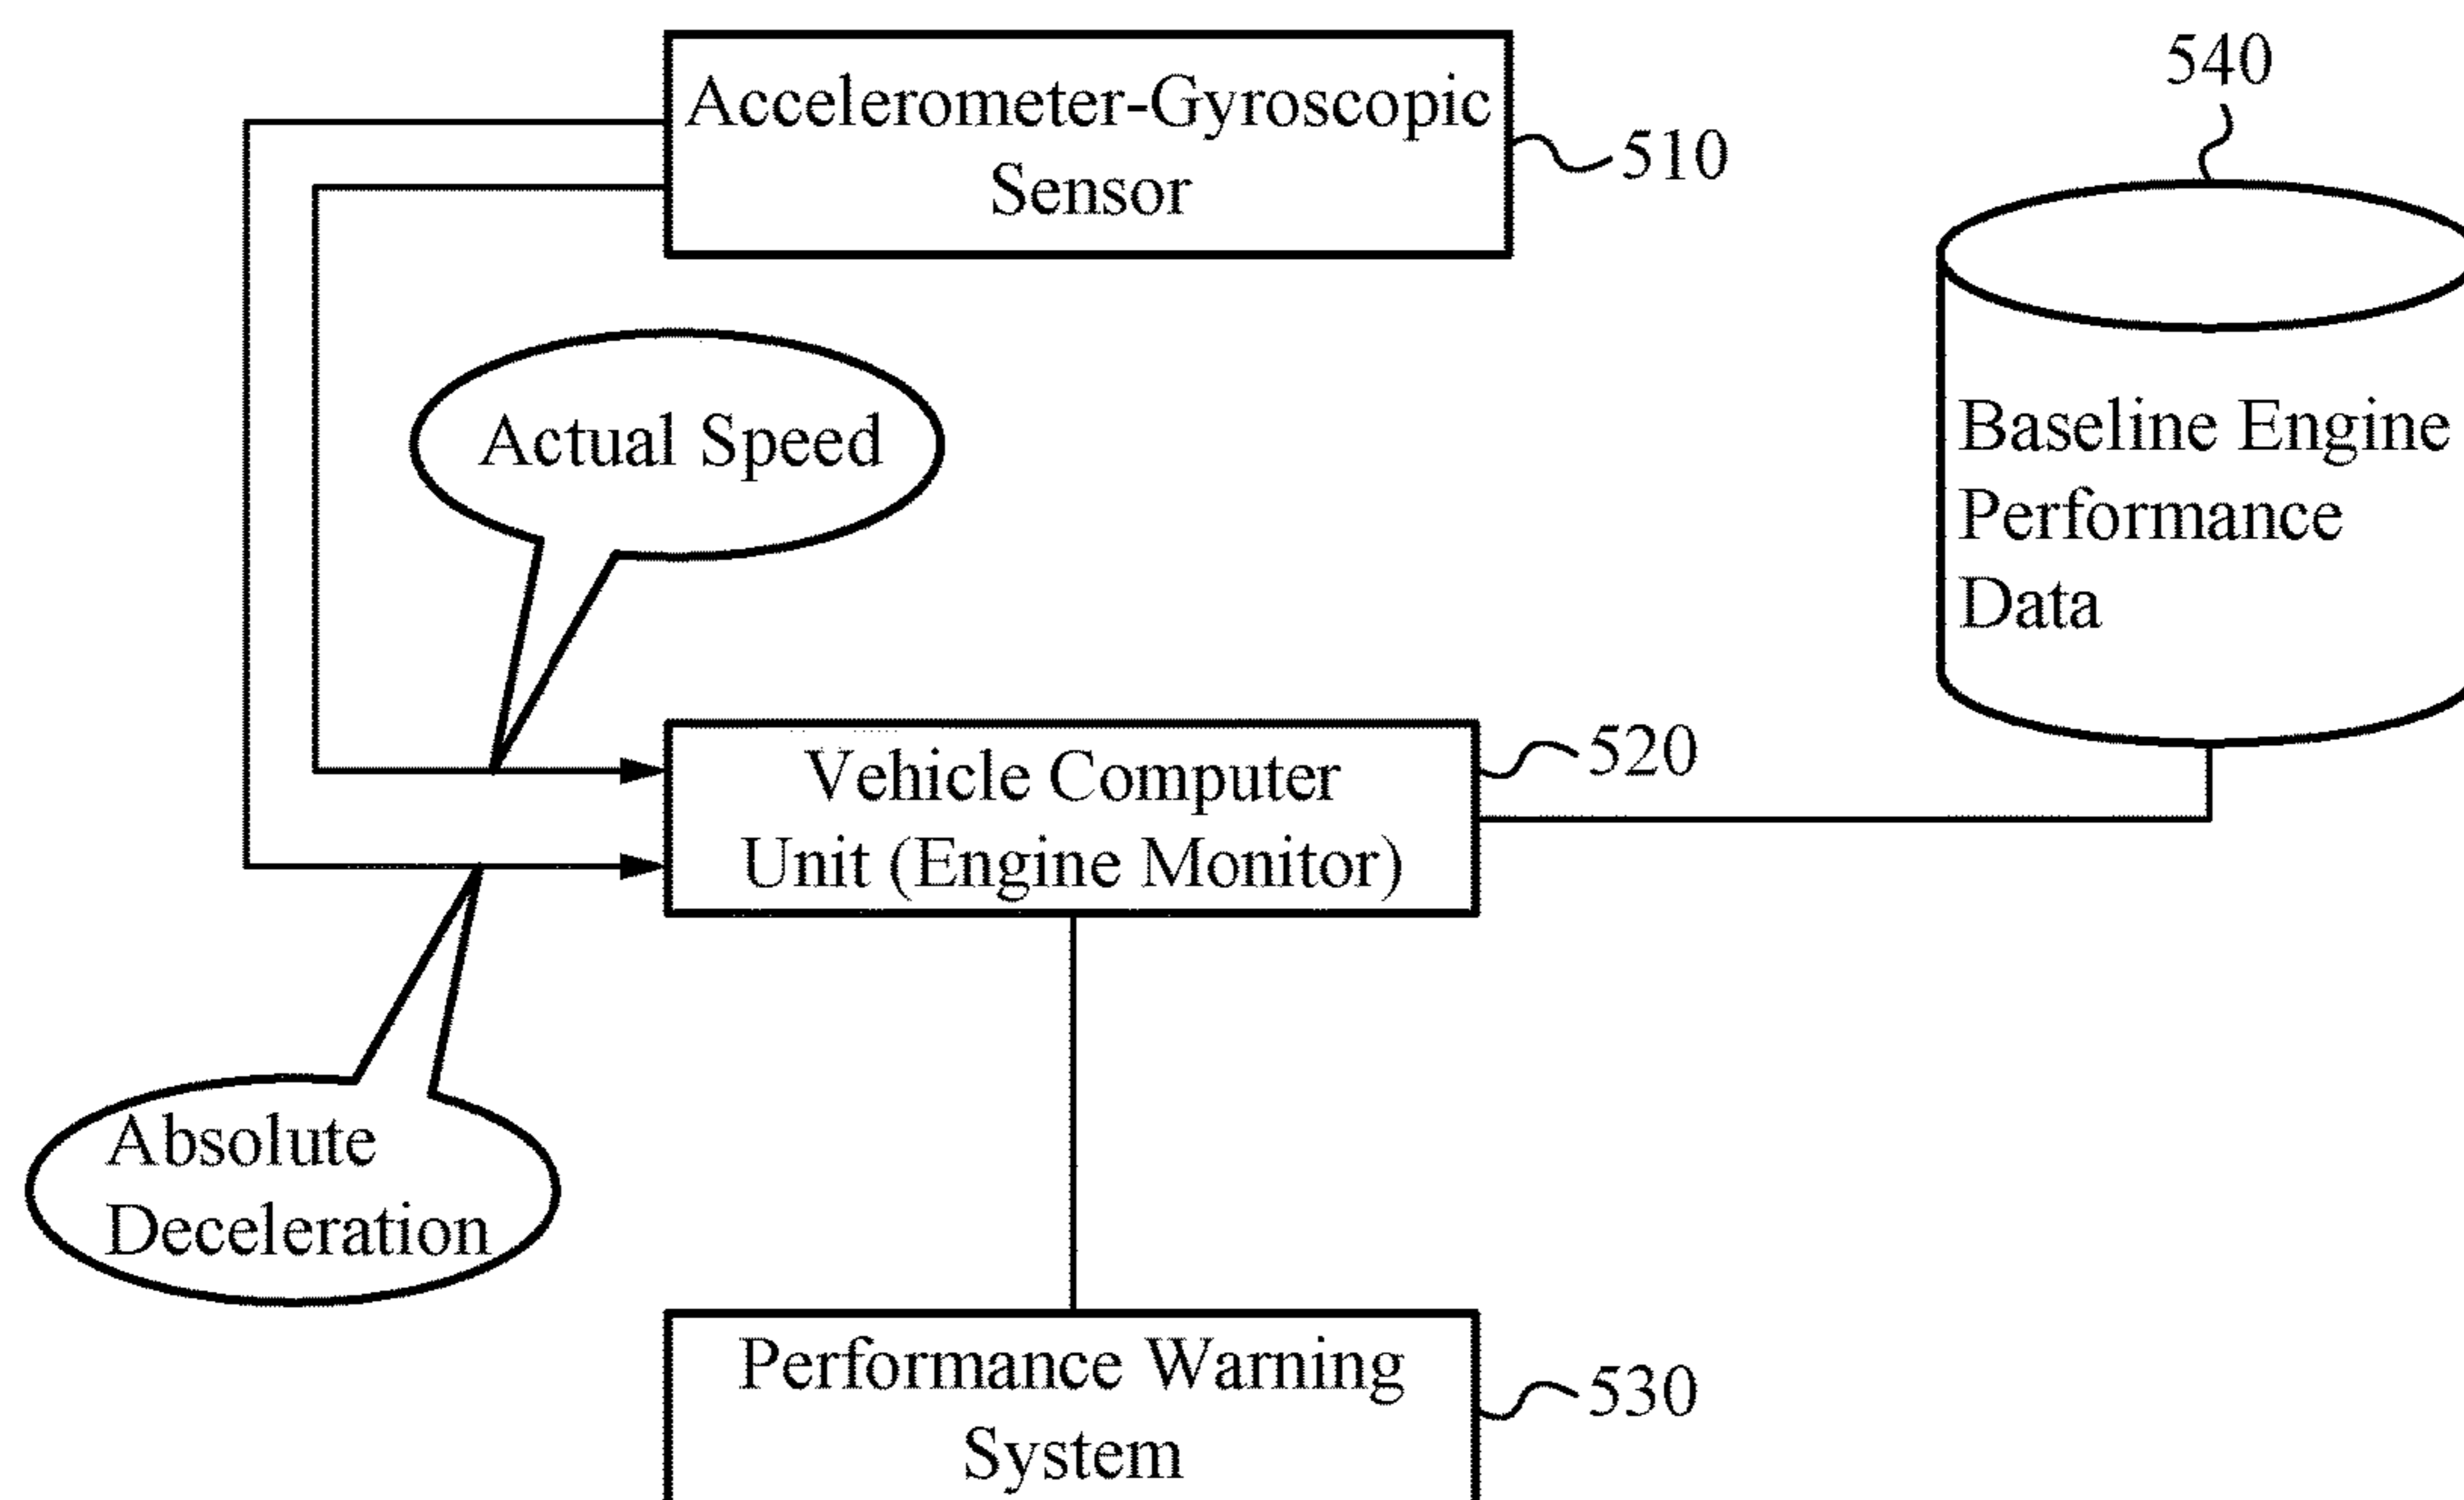 Accelerometer-Gyroscopic
Sensor
510
540
Actual Speed
Baseline Engine
Performance
Data
Vehicle Computer
Unit (Engine Monitor)
520
Absolute
Deceleration
Performance Warning
System
530